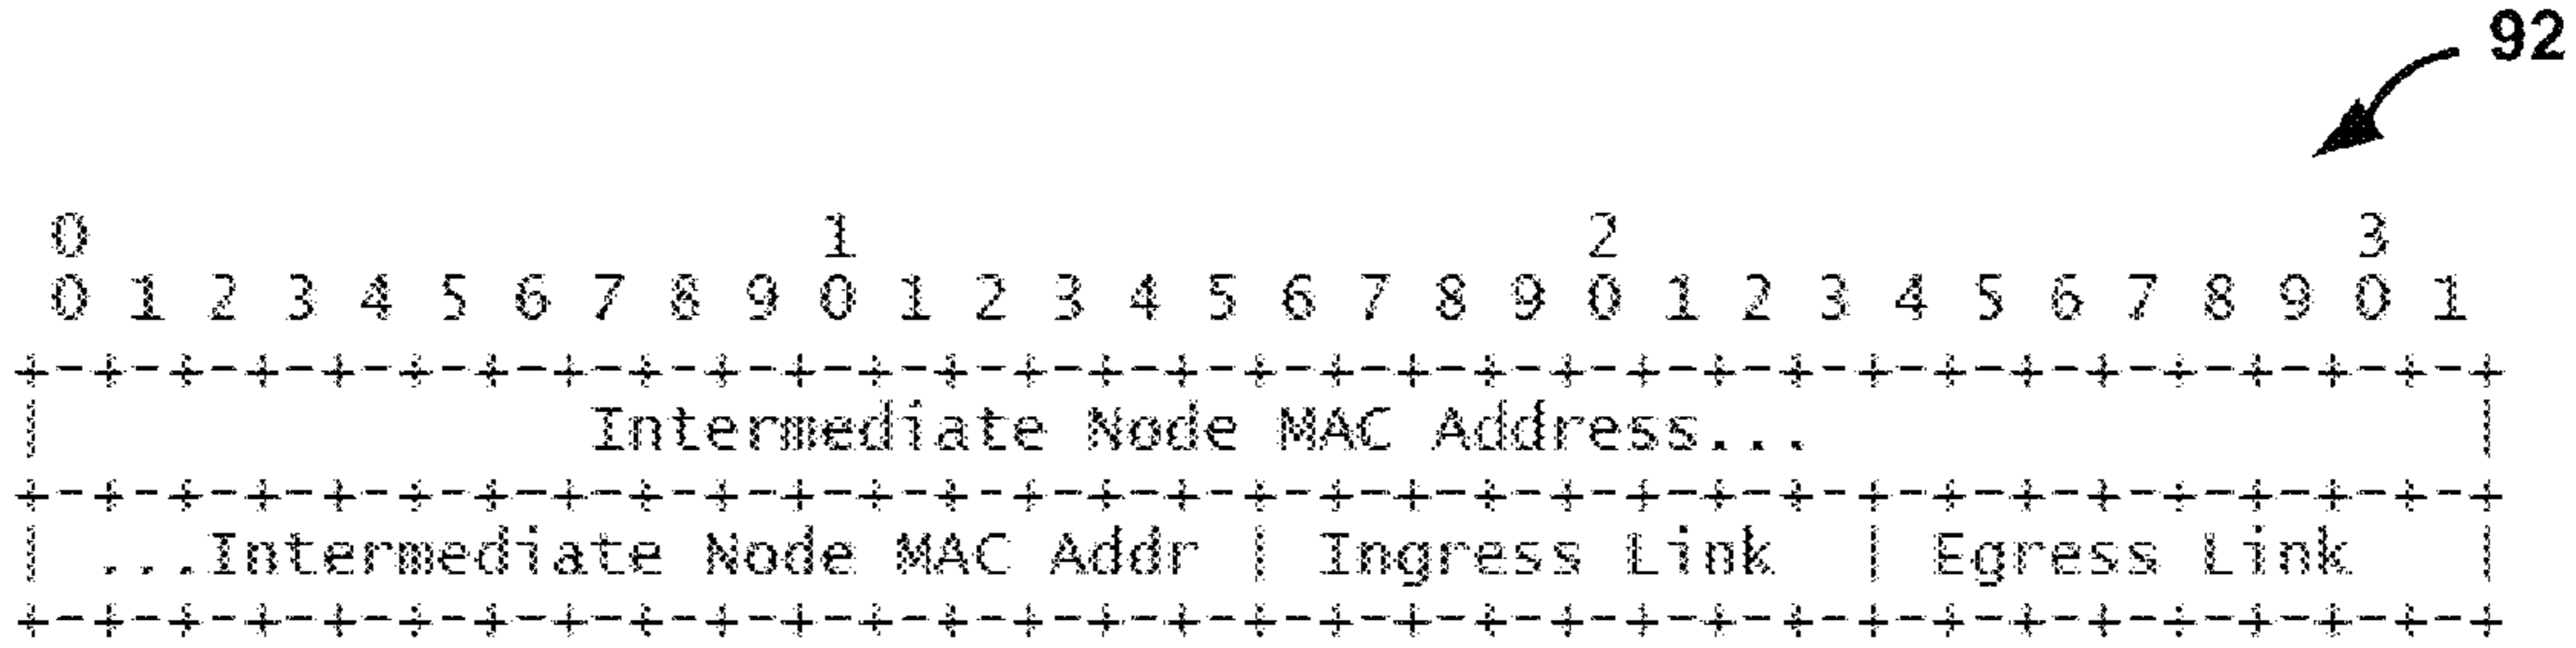 92
0                   1                   2                   3
0 1 2 3 4 5 6 7 8 9 0 1 2 3 4 5 6 7 8 9 0 1 2 3 4 5 6 7 8 9 0 1
+-+-+-+-+-+-+-+-+-+-+-+-+-+-+-+-+-+-+-+-+-+-+-+-+-+-+-+-+-+-+-+-+
|              Intermediate Node MAC Address...                 |
+-+-+-+-+-+-+-+-+-+-+-+-+-+-+-+-+-+-+-+-+-+-+-+-+-+-+-+-+-+-+-+-+
| ...Intermediate Node MAC Addr | Ingress Link  | Egress Link   |
+-+-+-+-+-+-+-+-+-+-+-+-+-+-+-+-+-+-+-+-+-+-+-+-+-+-+-+-+-+-+-+-+